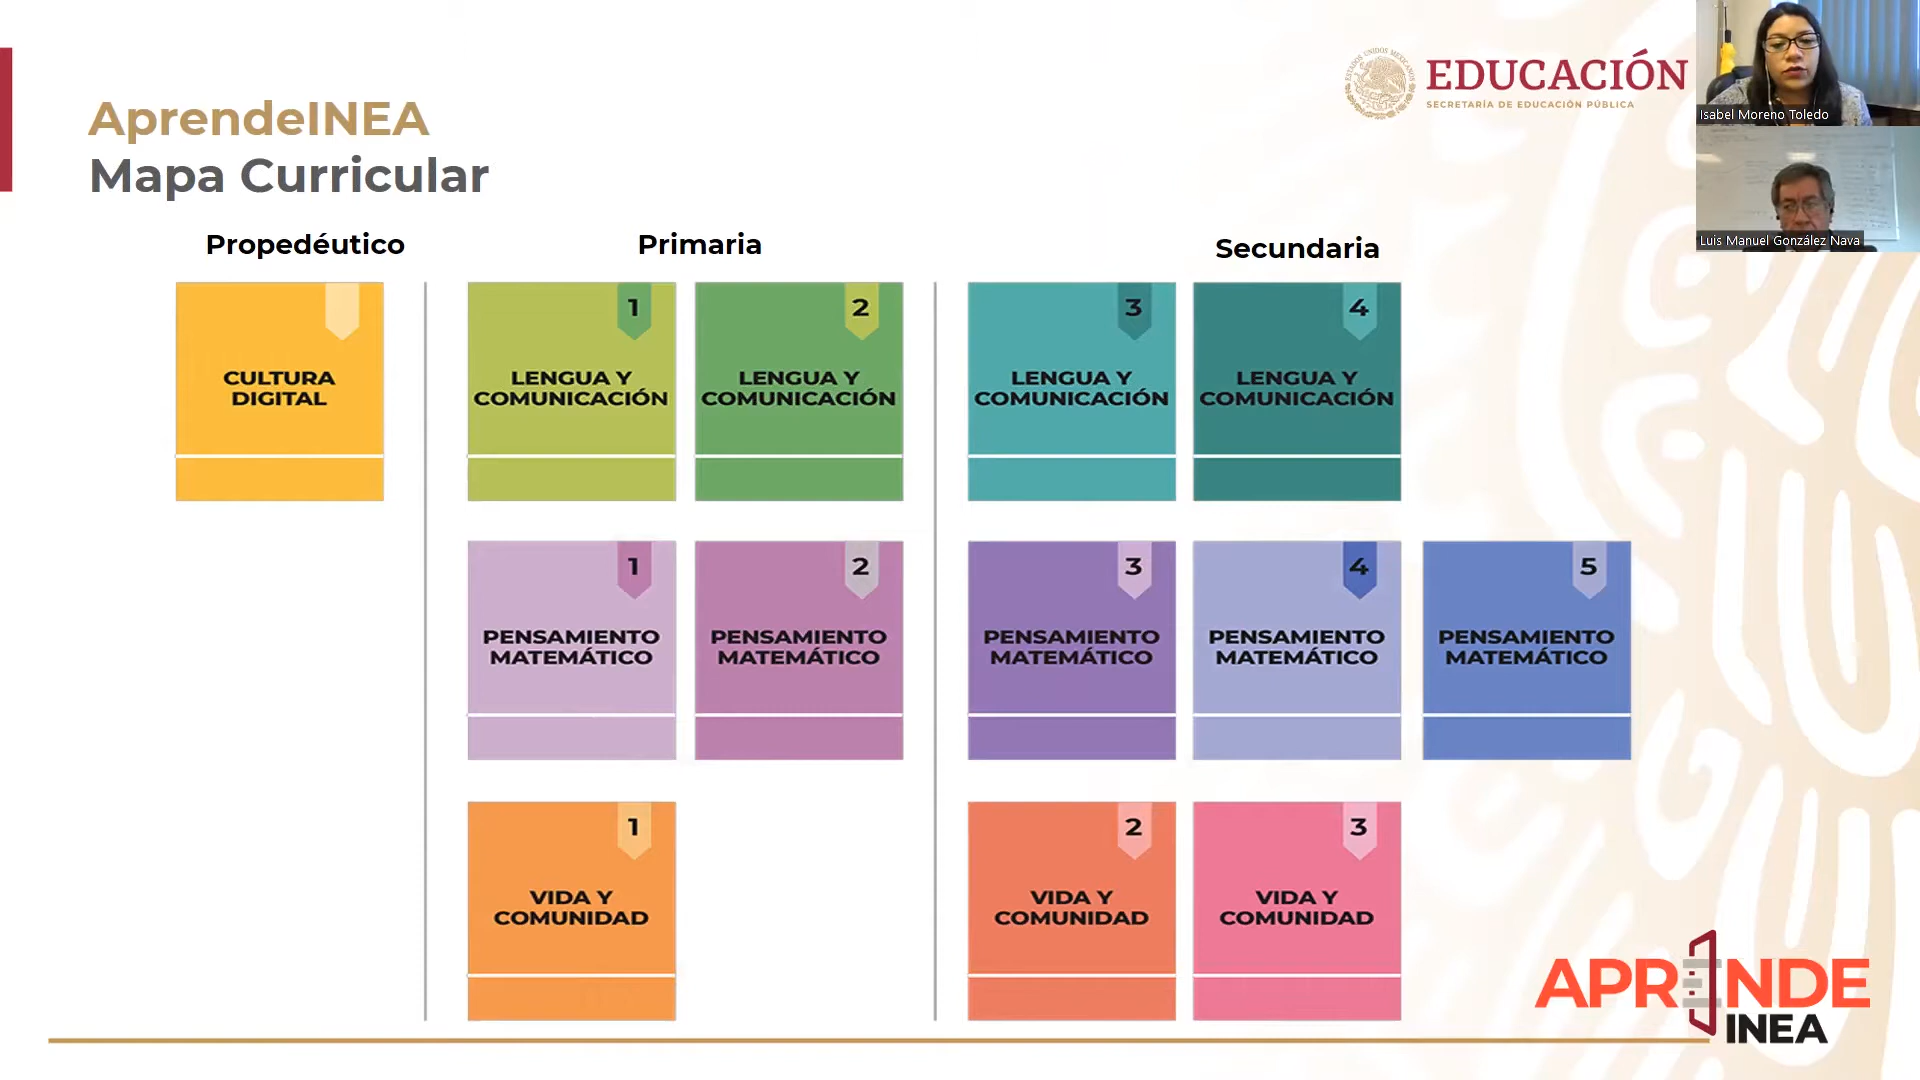 AprendeINEA
Mapa Curricular
EDUCACIÓN
SECRETARÍA DE EDUCACIÓN PÚBLICA
ESTADOS UNIDOS MEXICANOS
Isabel Moreno Toledo
Luis Manuel González Nava
Propedéutico
Primaria
Secundaria
CULTURA
DIGITAL
1
LENGUA Y
COMUNICACIÓN
2
LENGUA Y
COMUNICACIÓN
3
LENGUA Y
COMUNICACIÓN
4
LENGUA Y
COMUNICACIÓN
1
PENSAMIENTO
MATEMÁTICO
2
PENSAMIENTO
MATEMÁTICO
3
PENSAMIENTO
MATEMÁTICO
4
PENSAMIENTO
MATEMÁTICO
5
PENSAMIENTO
MATEMÁTICO
1
VIDA Y
COMUNIDAD
2
VIDA Y
COMUNIDAD
3
VIDA Y
COMUNIDAD
APRENDE
INEA